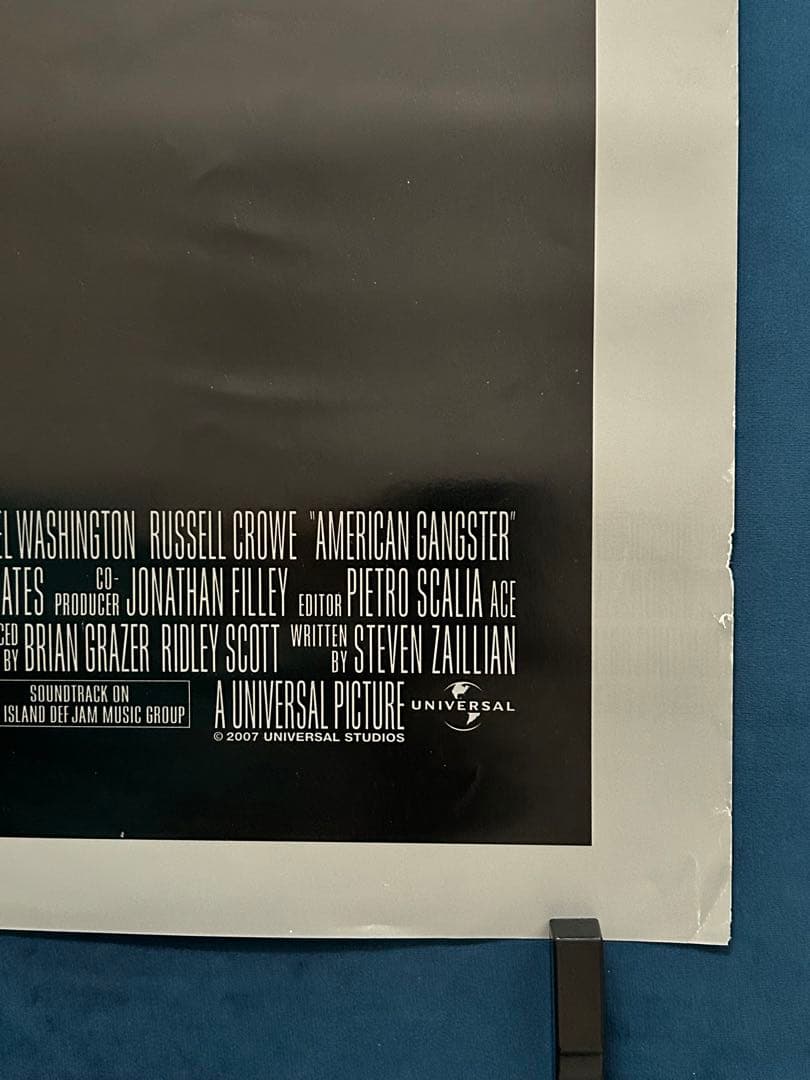 EL WASHINGTON RUSSELL CROWE "AMERICAN GANGSTER"
ATES CO-PRODUCER JONATHAN FILLEY EDITOR PIETRO SCALIA ACE
CED BY BRIAN GRAZER RIDLEY SCOTT WRITTEN BY STEVEN ZAILLIAN
SOUNDTRACK ON
ISLAND DEF JAM MUSIC GROUP
A UNIVERSAL PICTURE UNIVERSAL
© 2007 UNIVERSAL STUDIOS